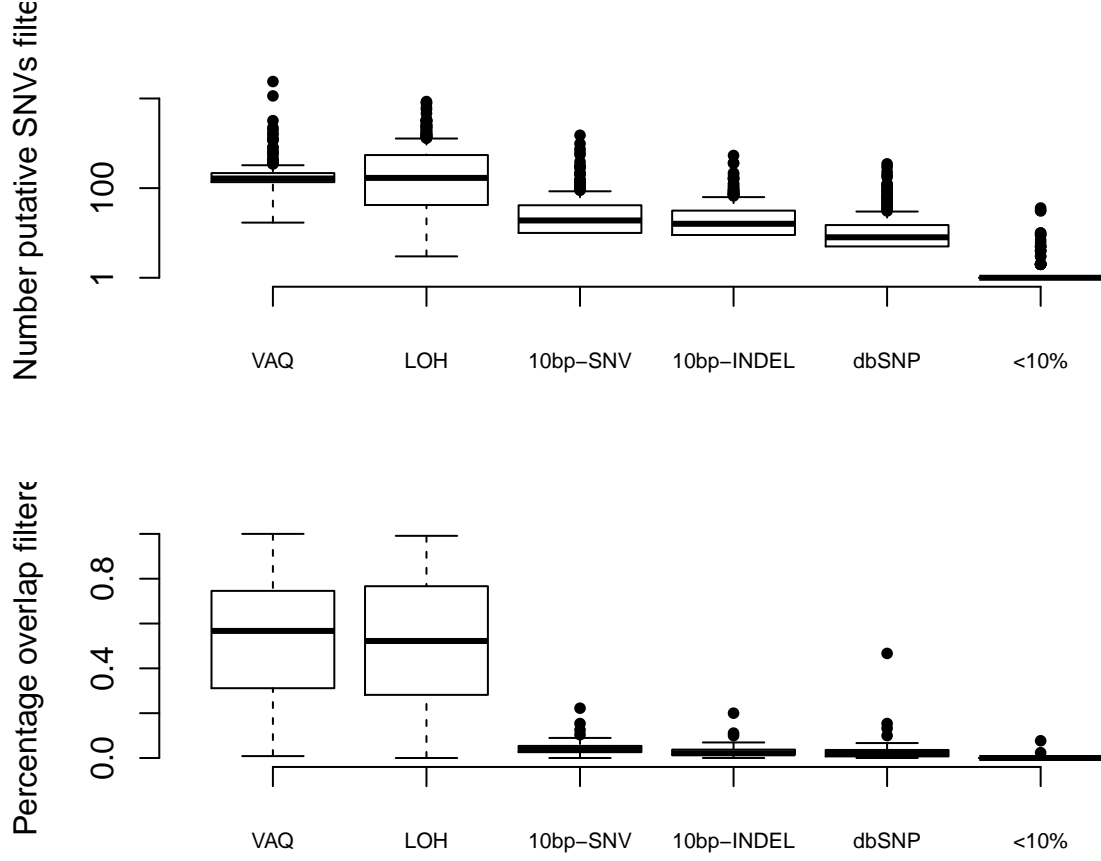 Number putative SNVs filte
100
1
VAQ LOH 10bp−SNV 10bp−INDEL dbSNP <10%
Percentage overlap filtere
0.8
0.4
0.0
VAQ LOH 10bp−SNV 10bp−INDEL dbSNP <10%